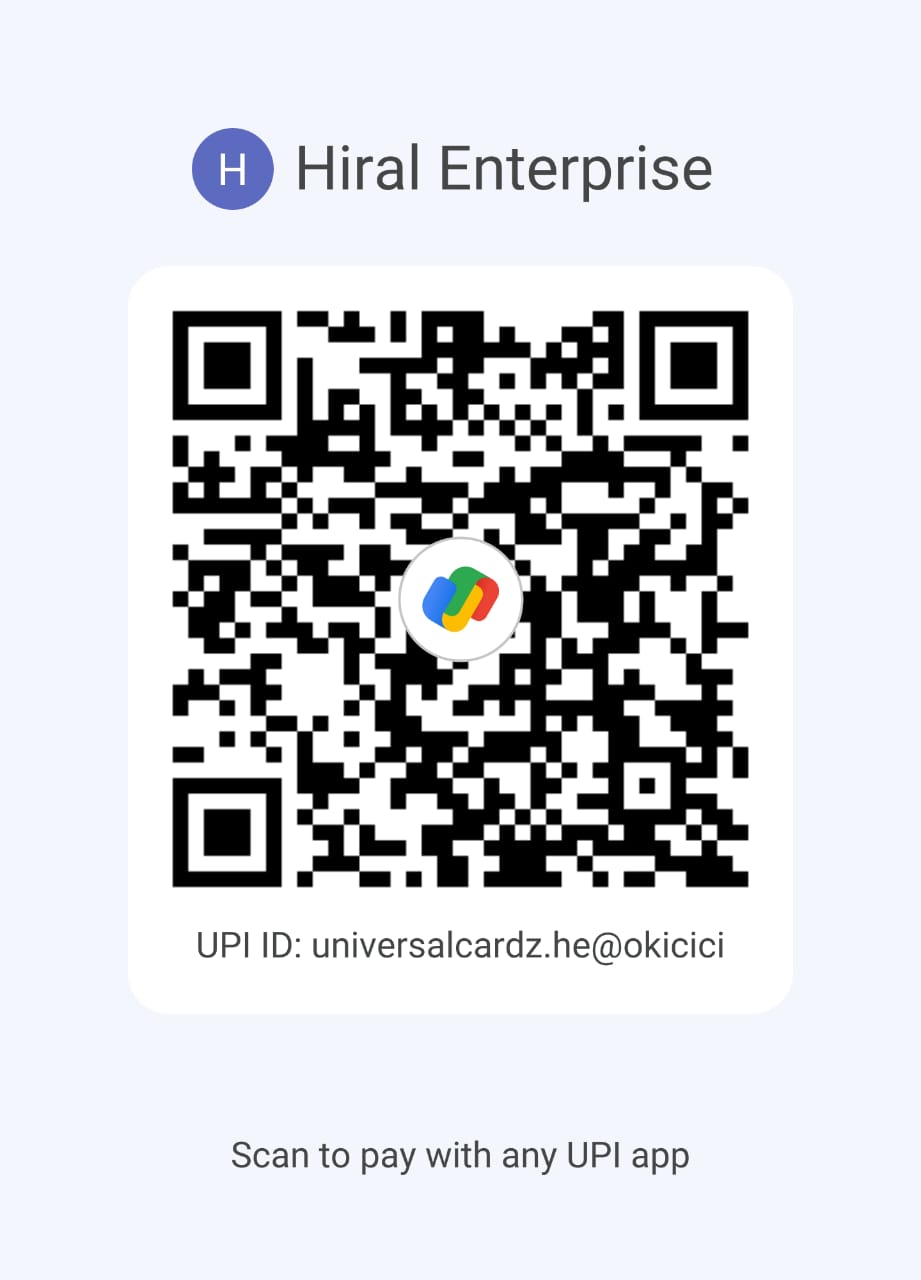 H Hiral Enterprise
UPI ID: universalcardz.he@okicici
Scan to pay with any UPI app